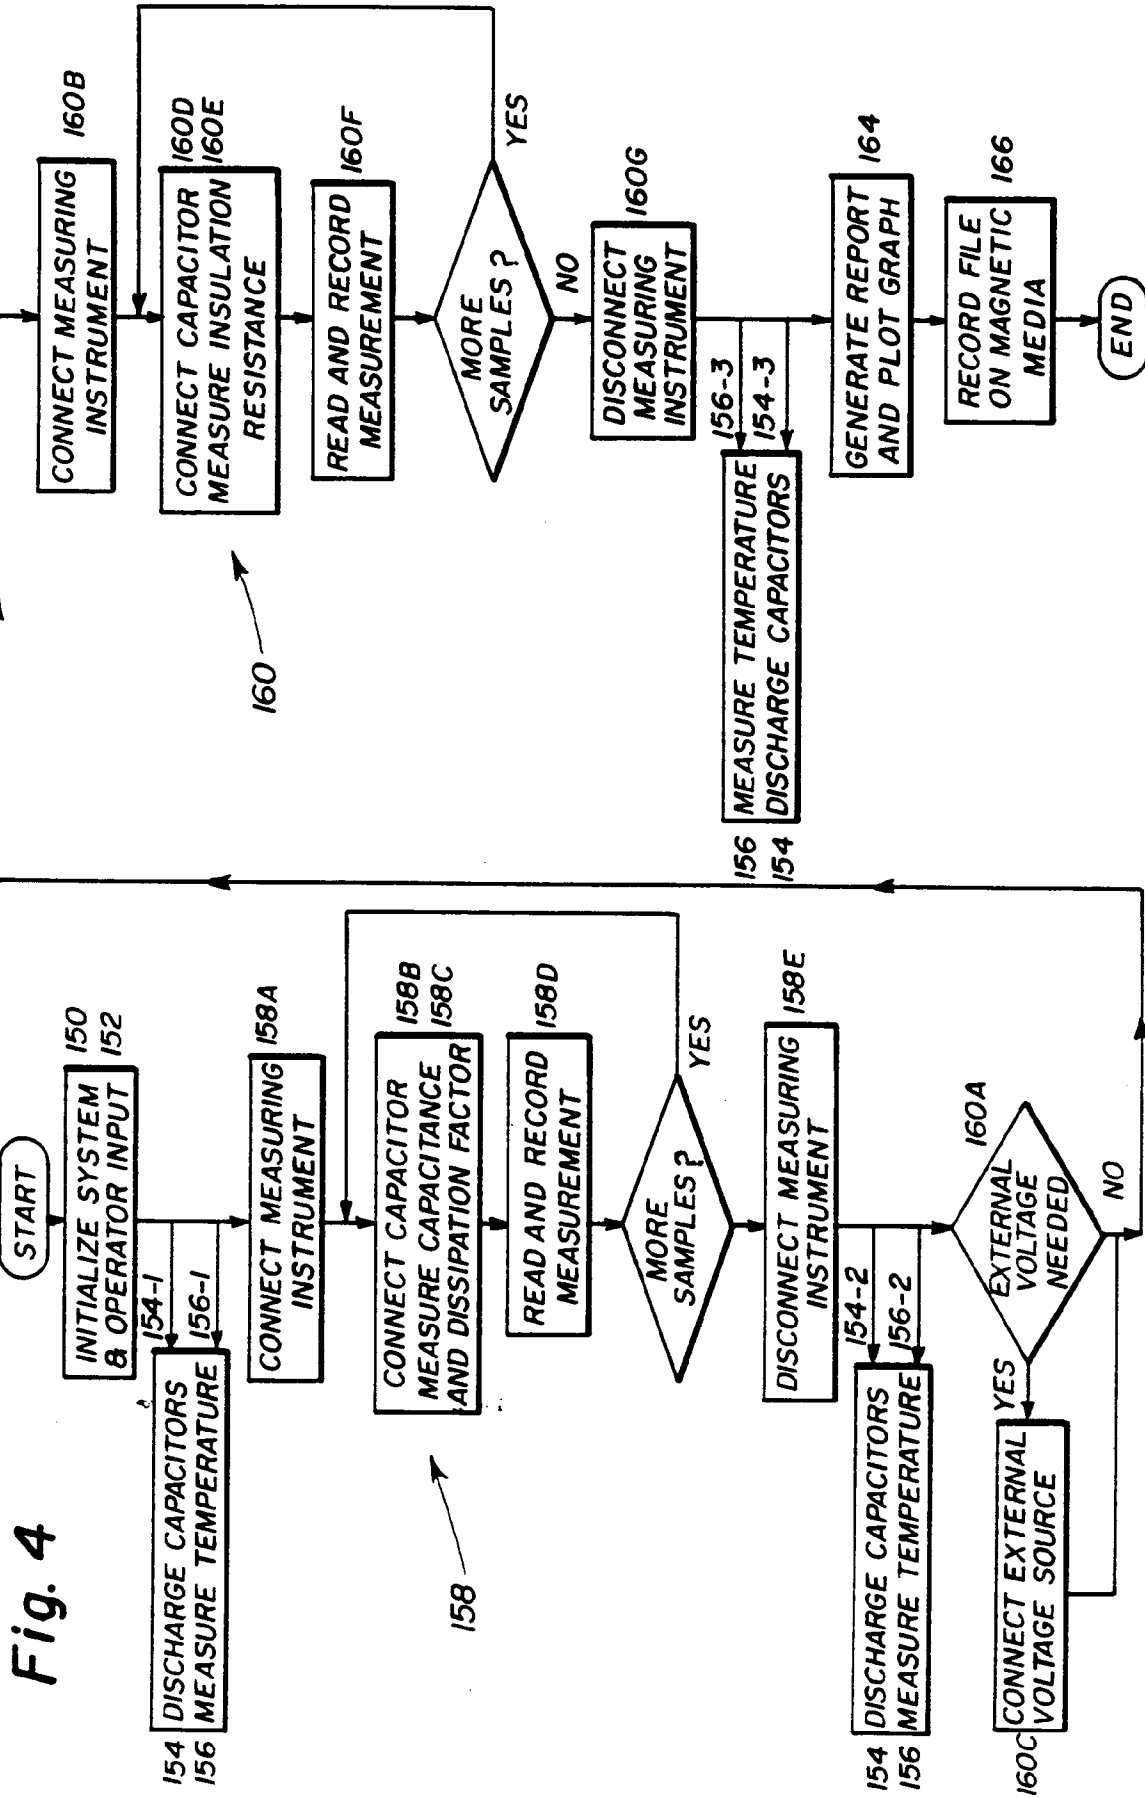 Fig. 4
START
150
152
INITIALIZE SYSTEM
& OPERATOR INPUT
154-1
156-1
154 DISCHARGE CAPACITORS
156 MEASURE TEMPERATURE
158A
CONNECT MEASURING
INSTRUMENT
158
158B
158C
CONNECT CAPACITOR
MEASURE CAPACITANCE
AND DISSIPATION FACTOR
158D
READ AND RECORD
MEASUREMENT
MORE
SAMPLES?
YES
158E
DISCONNECT MEASURING
INSTRUMENT
154-2
156-2
154 DISCHARGE CAPACITORS
156 MEASURE TEMPERATURE
160A
EXTERNAL
VOLTAGE
NEEDED
YES
NO
160C
CONNECT EXTERNAL
VOLTAGE SOURCE
160B
CONNECT MEASURING
INSTRUMENT
160
160D
160E
CONNECT CAPACITOR
MEASURE INSULATION
RESISTANCE
160F
READ AND RECORD
MEASUREMENT
MORE
SAMPLES?
YES
NO
160G
DISCONNECT
MEASURING
INSTRUMENT
156-3
154-3
156 MEASURE TEMPERATURE
154 DISCHARGE CAPACITORS
164
GENERATE REPORT
AND PLOT GRAPH
166
RECORD FILE
ON MAGNETIC
MEDIA
END